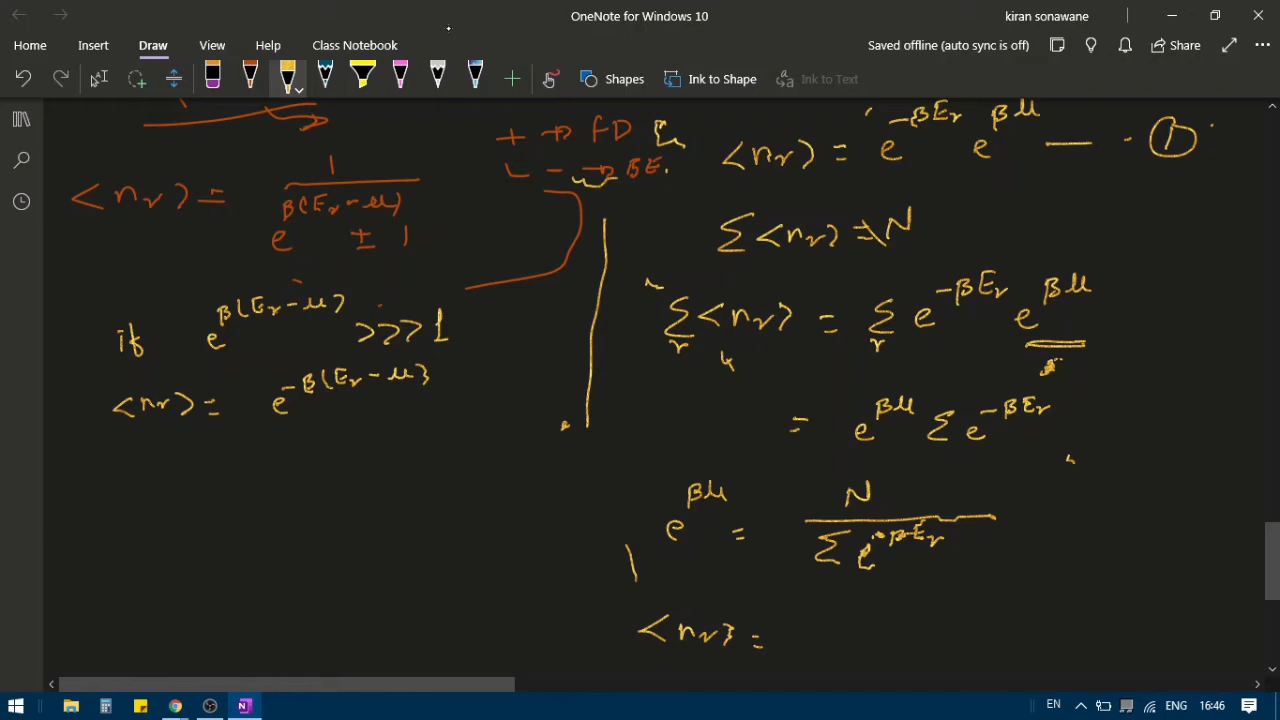 OneNote for Windows 10
kiran sonawane
Home Insert Draw View Help Class Notebook
Saved offline (auto sync is off)
Share
Shapes
Ink to Shape
Ink to Text
+ → FD
- → BE.
<nᵣ> = 1 / e^β(Eᵣ-μ) ± 1
if e^β(Eᵣ-μ) >>> 1
<nᵣ> = e^-β(Eᵣ-μ)
<nᵣ> = e^-βEᵣ e^βμ — - ①
Σ<nᵣ> = N
Σᵣ <nᵣ> = Σᵣ e^-βEᵣ e^βμ
= e^βμ Σ e^-βEᵣ
e^βμ = N / Σ e^-βEᵣ
<nᵣ> =
EN
ENG
16:46